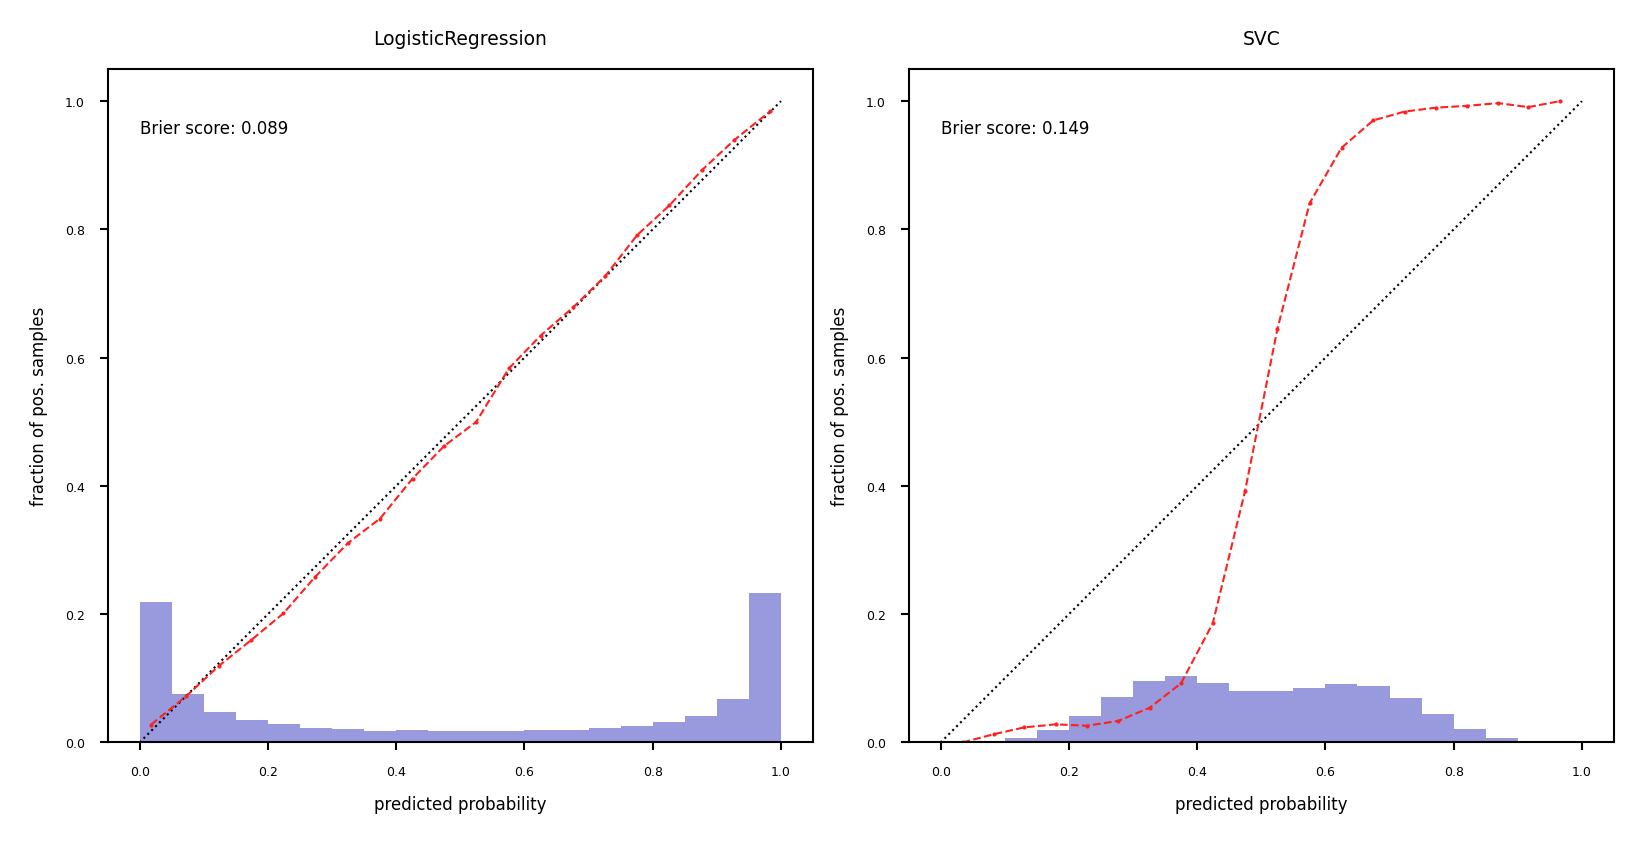 LogisticRegression
Brier score: 0.089
fraction of pos. samples
1.0
0.8
0.6
0.4
0.2
0.0
0.0 0.2 0.4 0.6 0.8 1.0
predicted probability
SVC
Brier score: 0.149
fraction of pos. samples
1.0
0.8
0.6
0.4
0.2
0.0
0.0 0.2 0.4 0.6 0.8 1.0
predicted probability